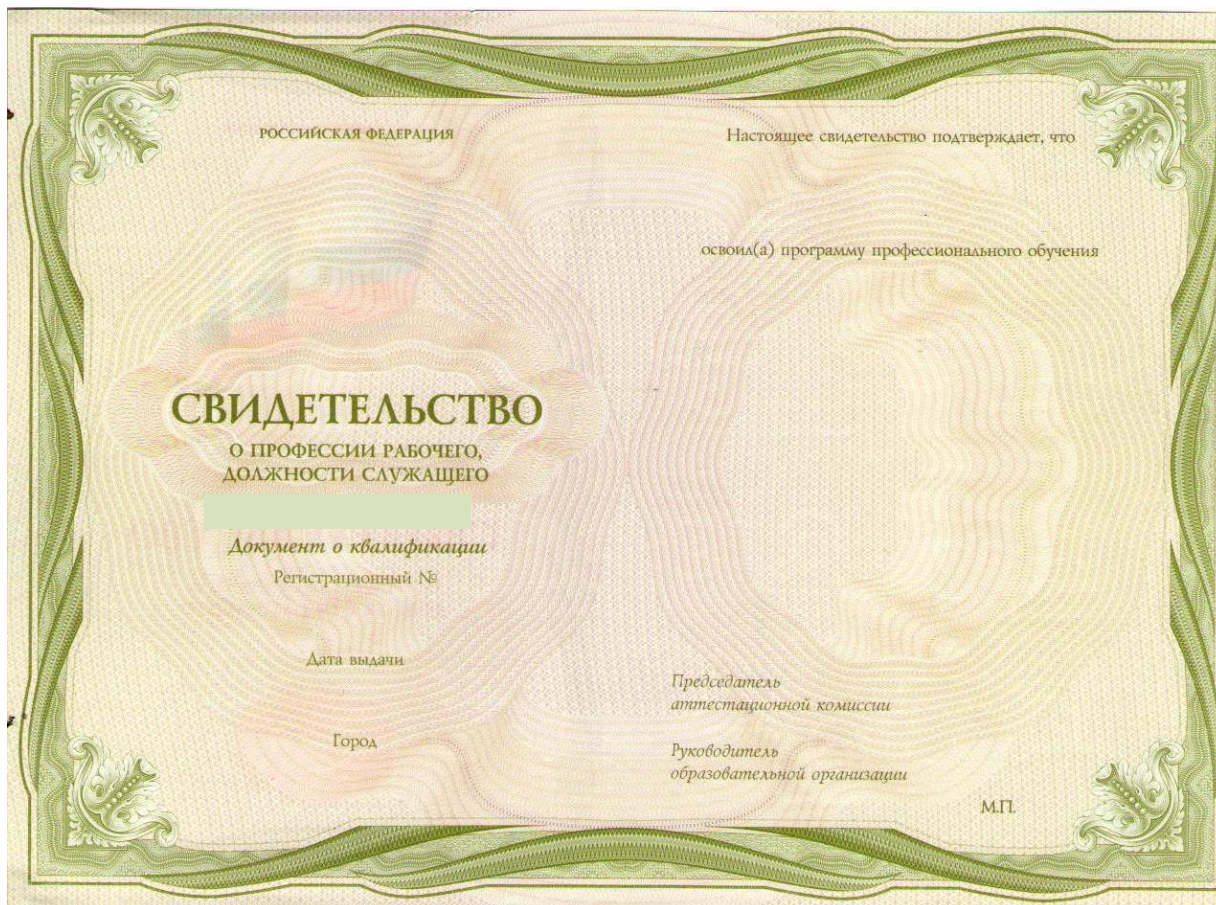 РОССИЙСКАЯ ФЕДЕРАЦИЯ
СВИДЕТЕЛЬСТВО
О ПРОФЕССИИ РАБОЧЕГО,
ДОЛЖНОСТИ СЛУЖАЩЕГО
Документ о квалификации
Регистрационный №
Дата выдачи
Город
Настоящее свидетельство подтверждает, что
освоил(а) программу профессионального обучения
Председатель
аттестационной комиссии
Руководитель
образовательной организации
М.П.